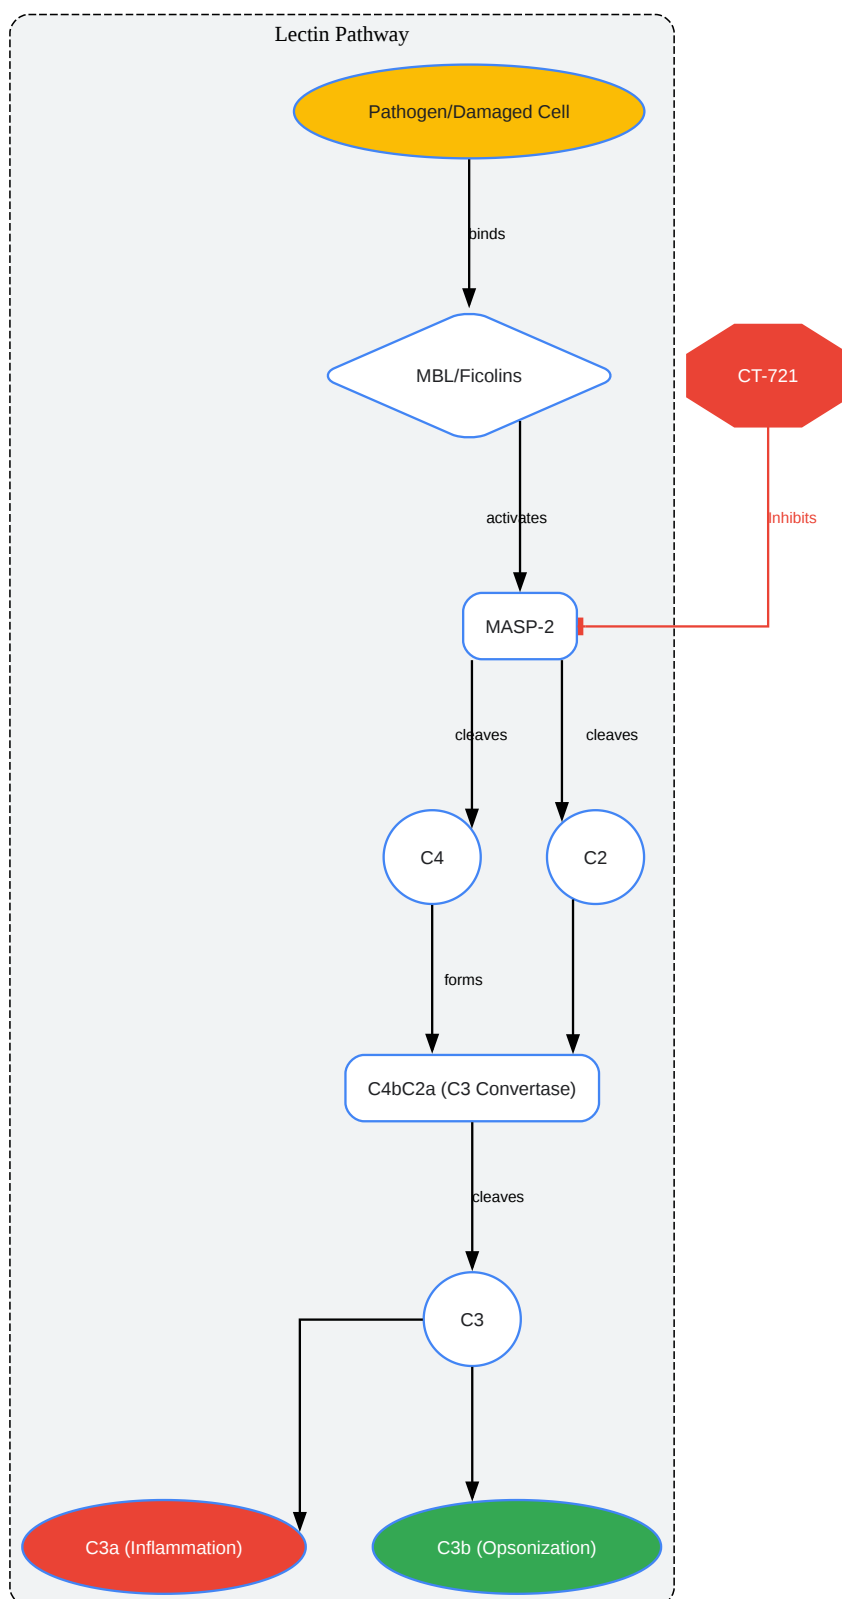 Lectin Pathway
Pathogen/Damaged Cell
binds
MBL/Ficolins
CT-721
activates
Inhibits
MASP-2
cleaves
cleaves
C4
C2
forms
C4bC2a (C3 Convertase)
cleaves
C3
C3a (Inflammation)
C3b (Opsonization)